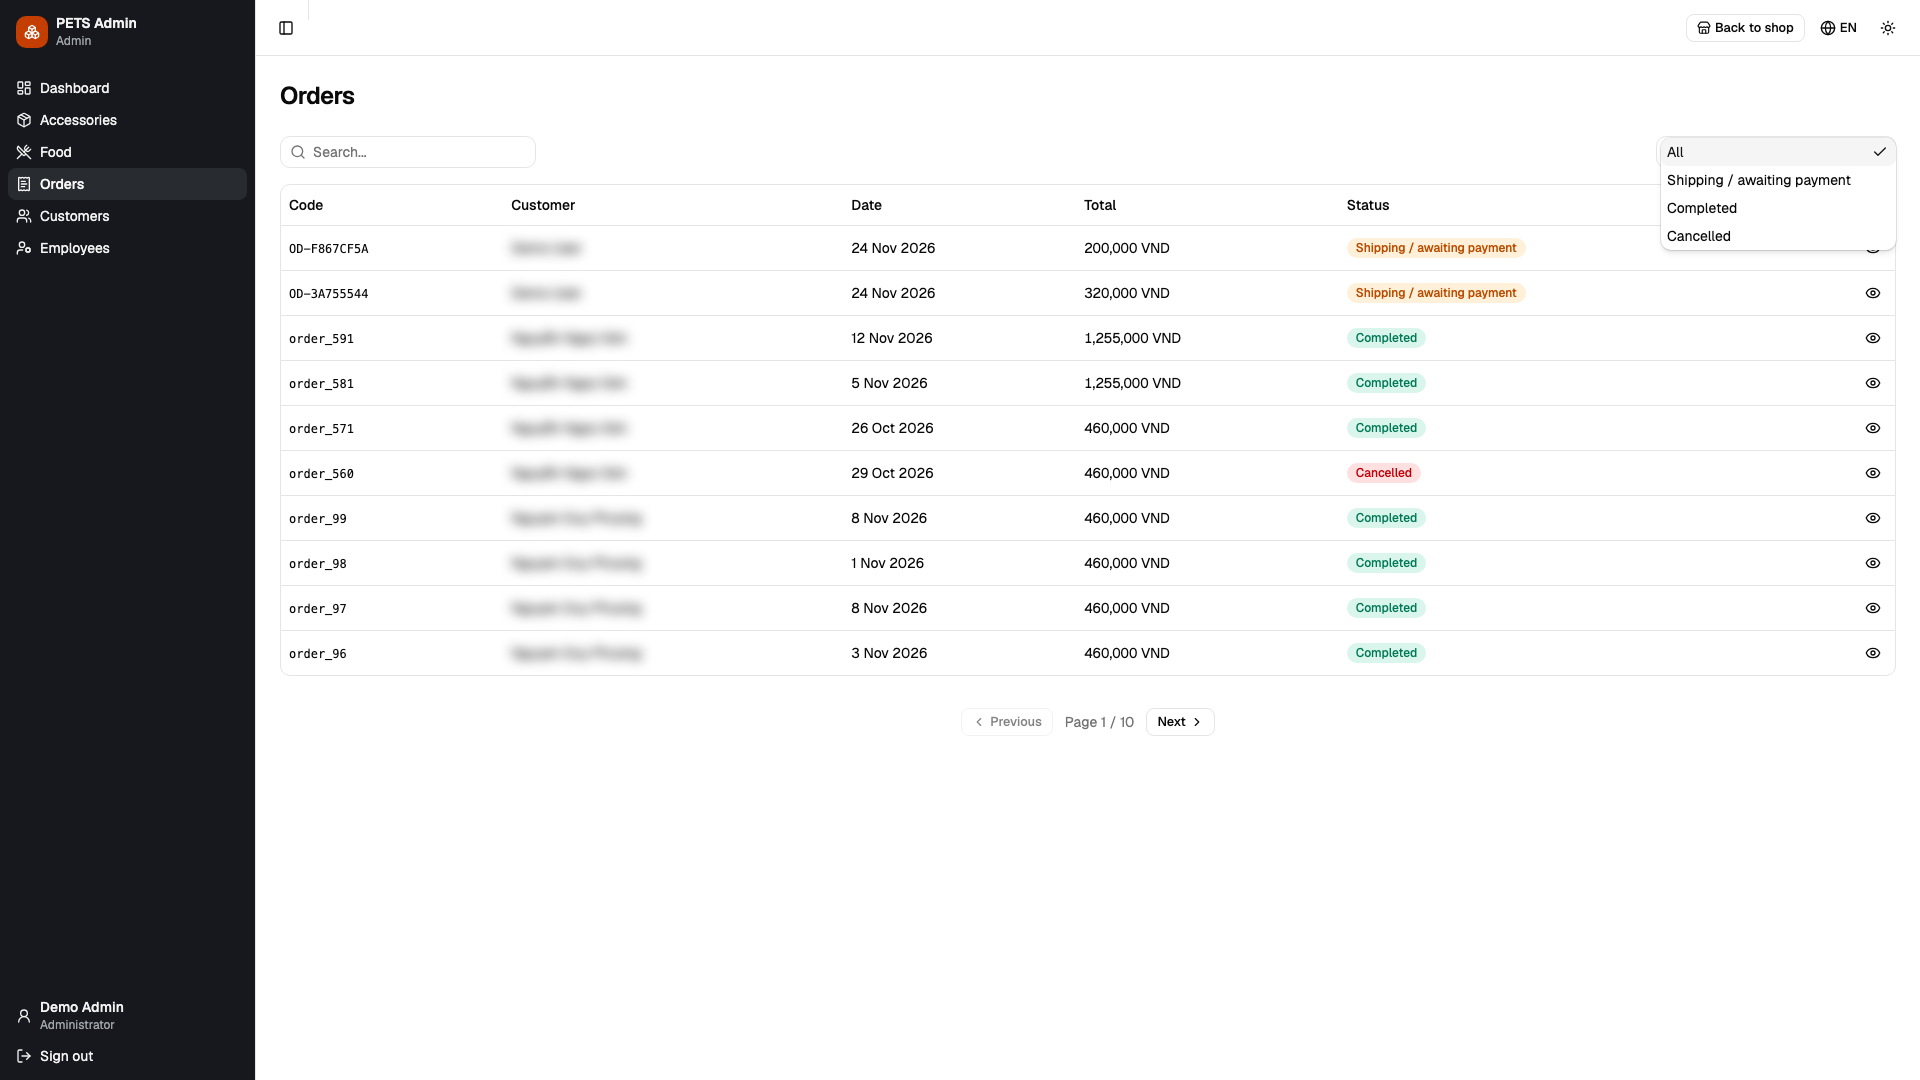 PETS Admin
Admin
Dashboard
Accessories
Food
Orders
Customers
Employees
Demo Admin
Administrator
Sign out
Back to shop
EN
Orders
Search...
All
Shipping / awaiting payment
Completed
Cancelled
Code Customer Date Total Status
OD-F867CF5A 24 Nov 2026 200,000 VND Shipping / awaiting payment
OD-3A755544 24 Nov 2026 320,000 VND Shipping / awaiting payment
order_591 12 Nov 2026 1,255,000 VND Completed
order_581 5 Nov 2026 1,255,000 VND Completed
order_571 26 Oct 2026 460,000 VND Completed
order_560 29 Oct 2026 460,000 VND Cancelled
order_99 8 Nov 2026 460,000 VND Completed
order_98 1 Nov 2026 460,000 VND Completed
order_97 8 Nov 2026 460,000 VND Completed
order_96 3 Nov 2026 460,000 VND Completed
Previous Page 1 / 10 Next